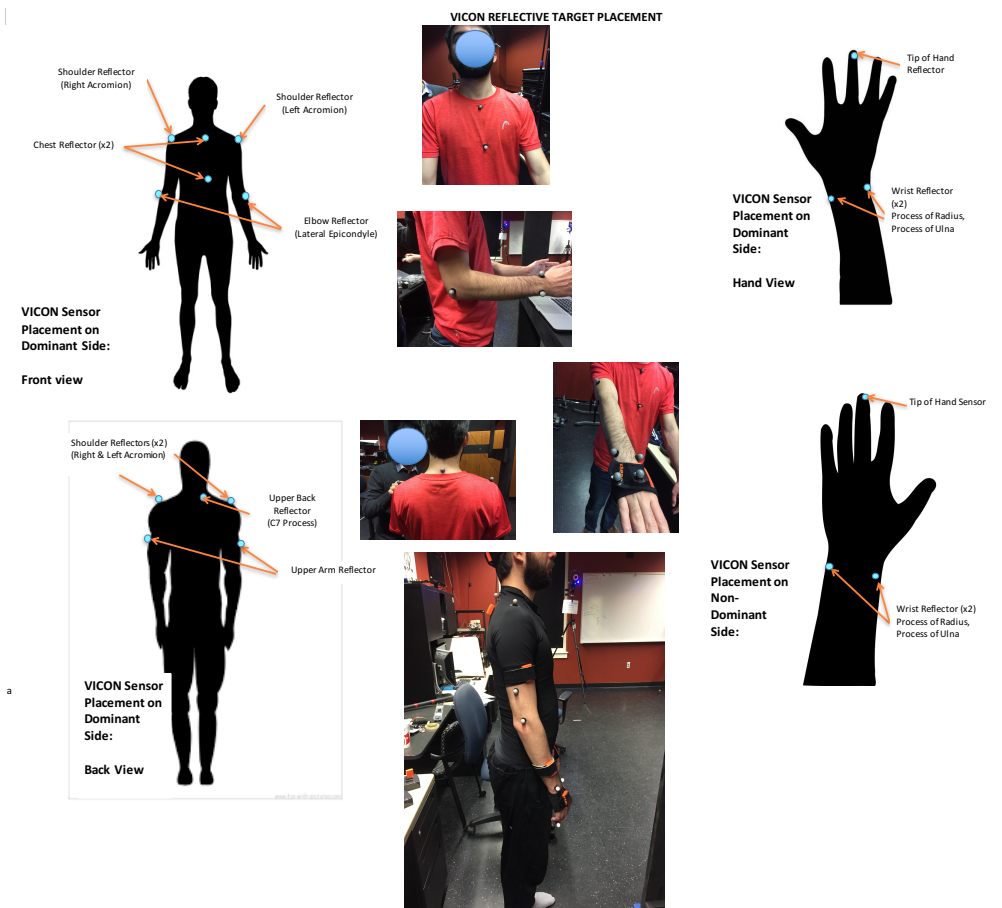 VICON REFLECTIVE TARGET PLACEMENT
Shoulder Reflector
(Right Acromion)
Shoulder Reflector
(Left Acromion)
Chest Reflector (x2)
Elbow Reflector
(Lateral Epicondyle)
VICON Sensor
Placement on
Dominant Side:
Front view
Tip of Hand
Reflector
VICON Sensor
Placement on
Dominant
Side:
Hand View
Wrist Reflector
(x2)
Process of Radius,
Process of Ulna
Shoulder Reflectors (x2)
(Right & Left Acromion)
Upper Back
Reflector
(C7 Process)
Upper Arm Reflector
a
VICON Sensor
Placement on
Dominant
Side:
Back View
Tip of Hand Sensor
VICON Sensor
Placement on
Non-
Dominant
Side:
Wrist Reflector (x2)
Process of Radius,
Process of Ulna